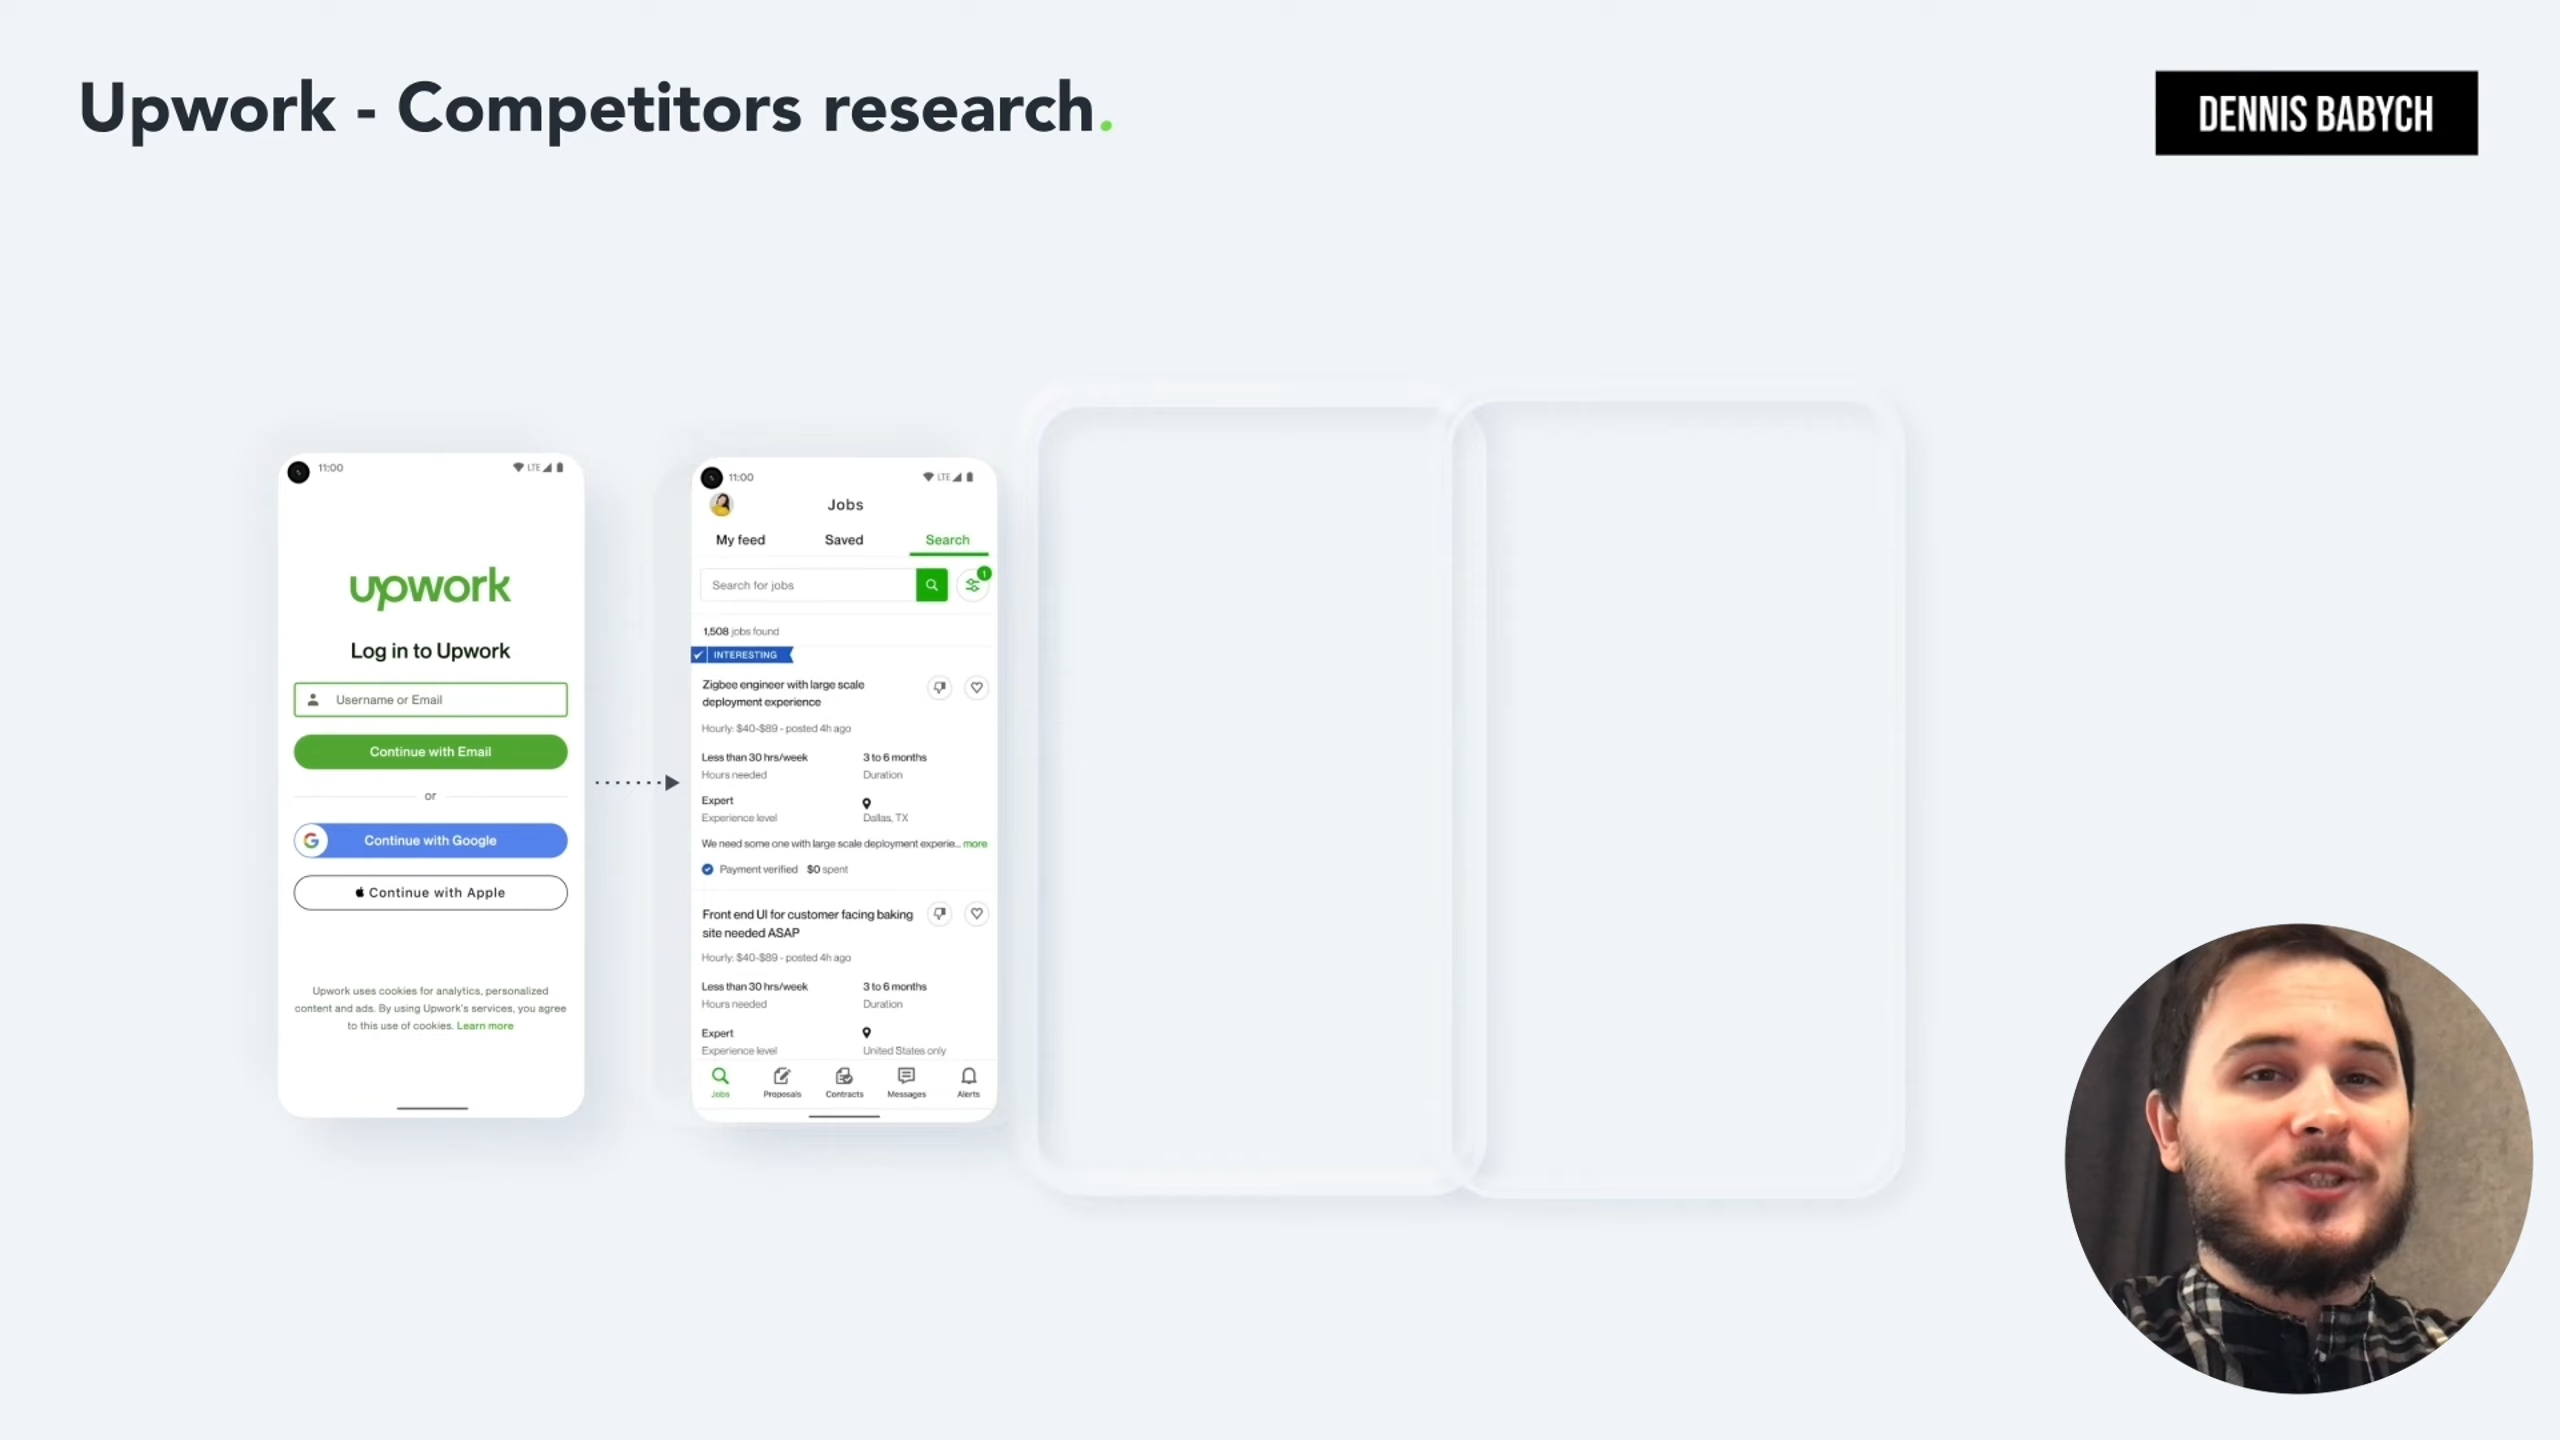 Upwork - Competitors research.
DENNIS BABYCH
11:00
LTE
upwork
Log in to Upwork
Username or Email
Continue with Email
or
Continue with Google
Continue with Apple
Upwork uses cookies for analytics, personalized
content and ads. By using Upwork's services, you agree
to this use of cookies. Learn more
11:00
LTE
Jobs
My feed Saved Search
Search for jobs
1
1,508 jobs found
INTERESTING
Zigbee engineer with large scale
deployment experience
Hourly: $40-$89 - posted 4h ago
Less than 30 hrs/week 3 to 6 months
Hours needed Duration
Expert
Experience level Dallas, TX
We need some one with large scale deployment experie... more
Payment verified $0 spent
Front end UI for customer facing baking
site needed ASAP
Hourly: $40-$89 - posted 4h ago
Less than 30 hrs/week 3 to 6 months
Hours needed Duration
Expert
Experience level United States only
Jobs Proposals Contracts Messages Alerts